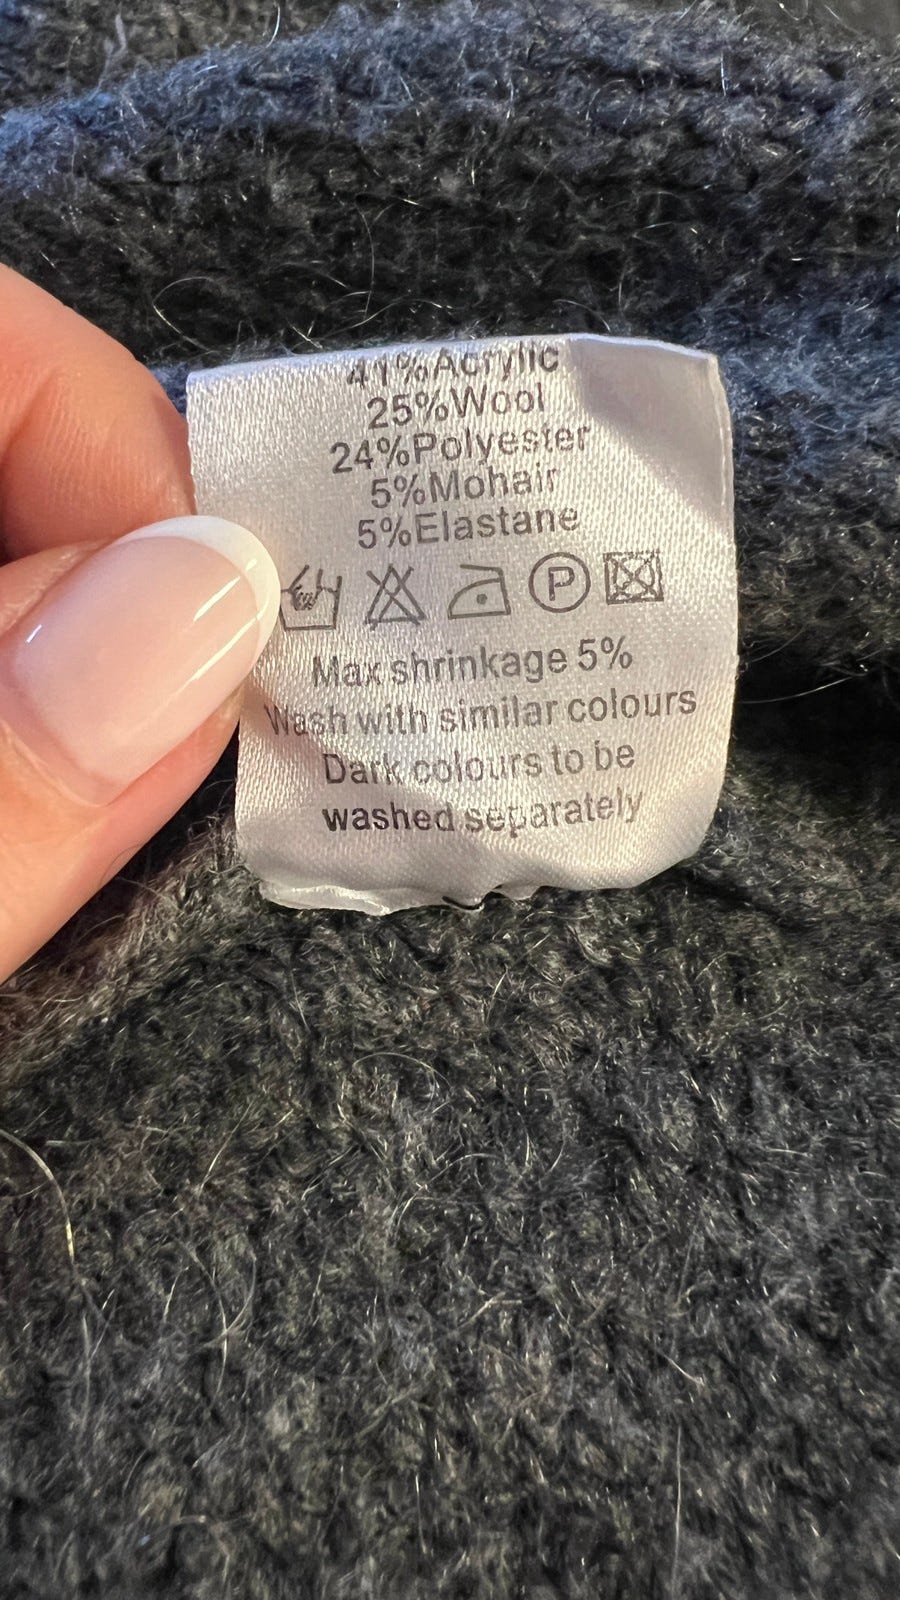 41%Acrylic
25%Wool
24%Polyester
5%Mohair
5%Elastane
P
Max shrinkage 5%
Wash with similar colours
Dark colours to be
washed separately